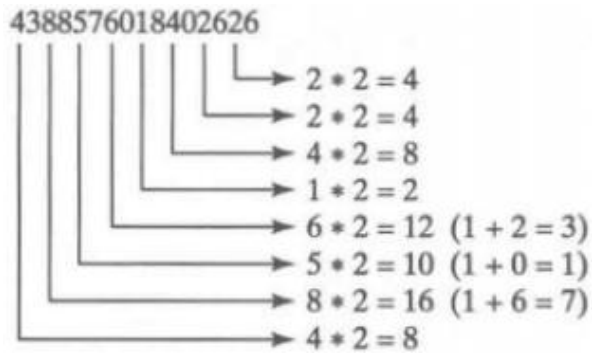 4388576018402626
2 * 2 = 4
2 * 2 = 4
4 * 2 = 8
1 * 2 = 2
6 * 2 = 12 (1 + 2 = 3)
5 * 2 = 10 (1 + 0 = 1)
8 * 2 = 16 (1 + 6 = 7)
4 * 2 = 8